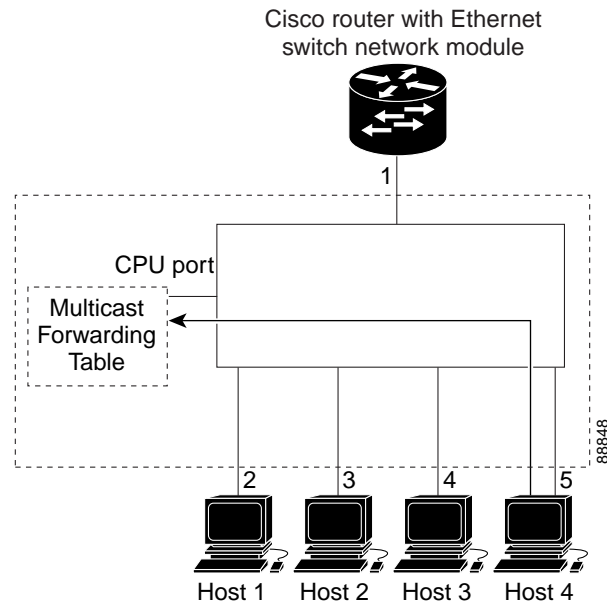 Cisco router with Ethernet
switch network module
1
CPU port
Multicast
Forwarding
Table
88848
2
3
4
5
Host 1
Host 2
Host 3
Host 4